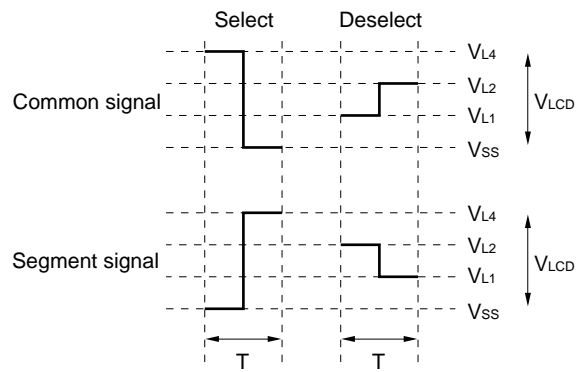 Select Deselect
VL4
VL2
Common signal
VLCD
VL1
VSS
VL4
VL2
Segment signal
VLCD
VL1
VSS
T T